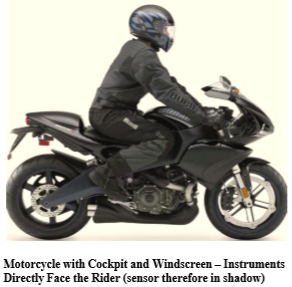 Motorcycle with Cockpit and Windscreen – Instruments
Directly Face the Rider (sensor therefore in shadow)